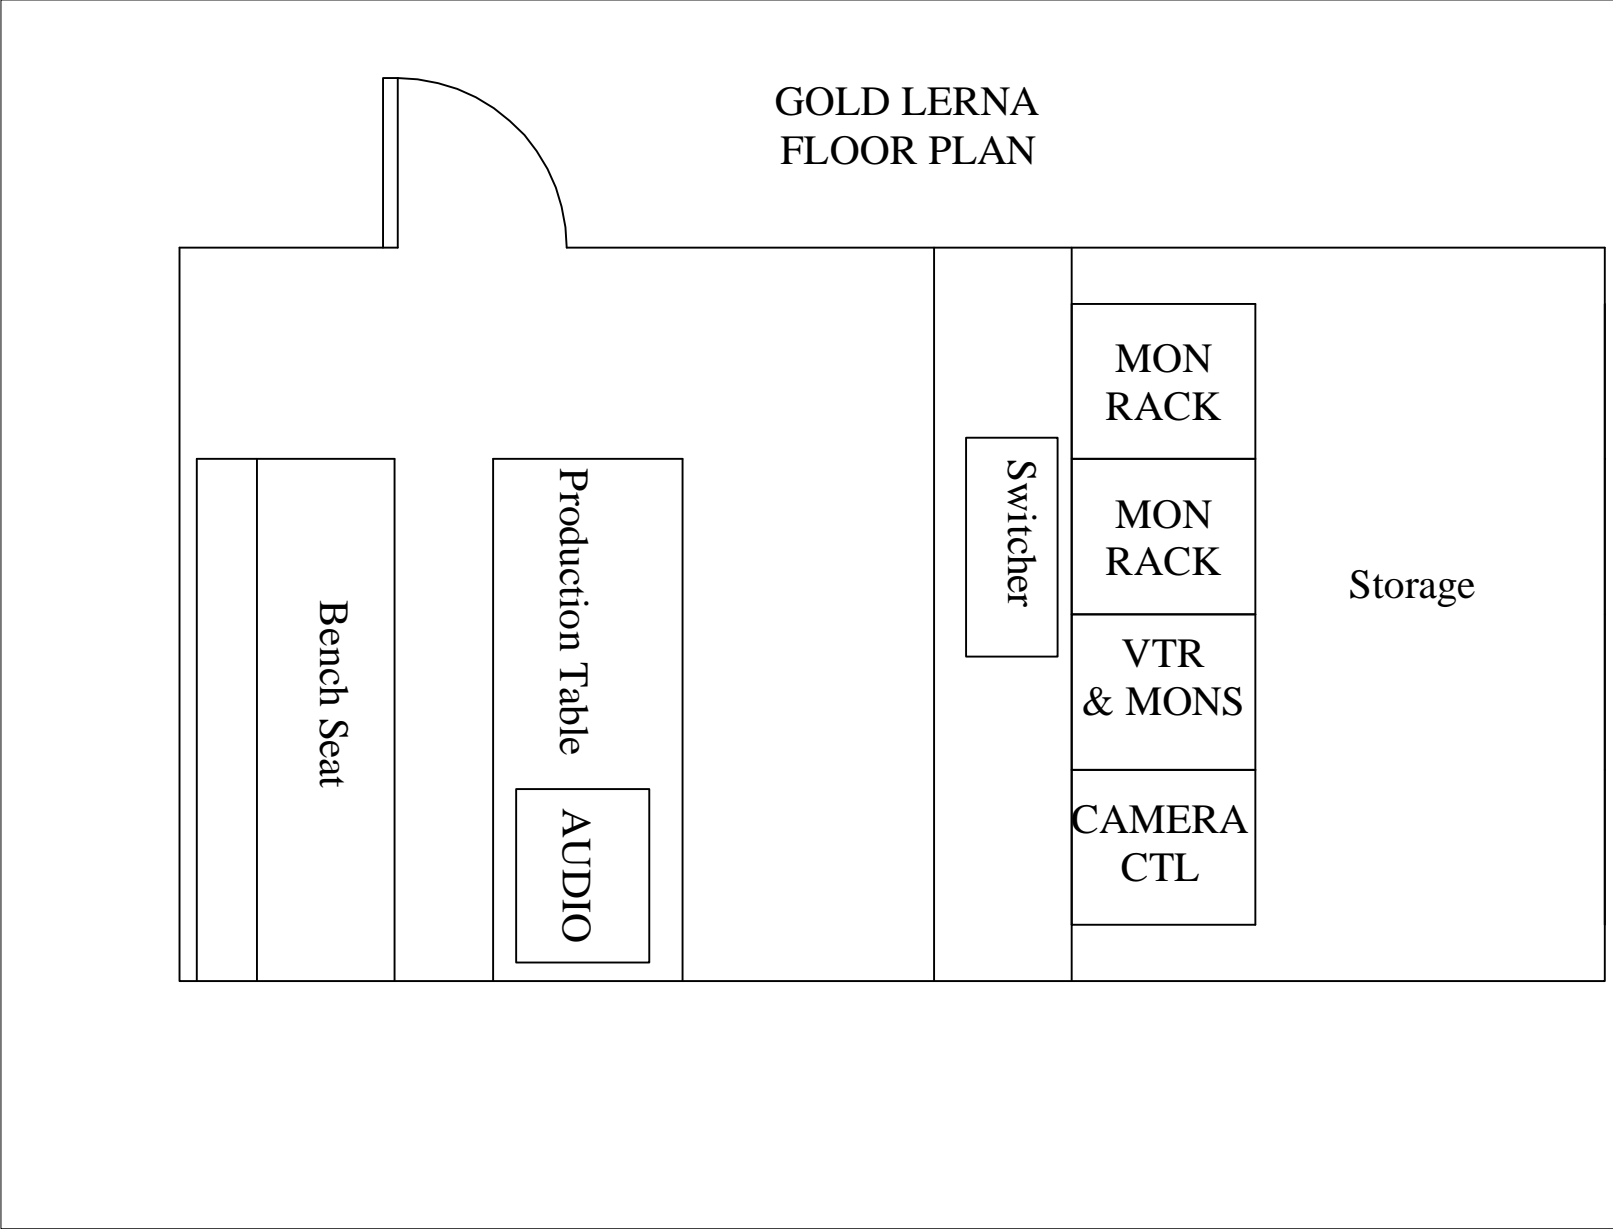 GOLD LERNA
FLOOR PLAN
MON
RACK
Switcher
Production Table
MON
RACK
Storage
Bench Seat
VTR
& MONS
AUDIO
CAMERA
CTL